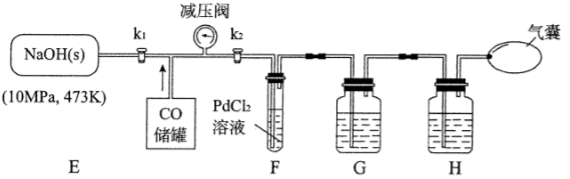 减压阀
k₁
k₂
气囊
NaOH(s)
(10MPa, 473K)
CO
储罐
PdCl₂
溶液
E
F
G
H